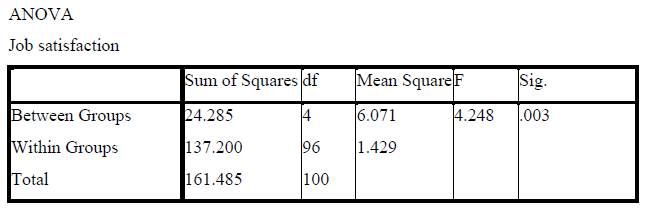 ANOVA
Job satisfaction
Sum of Squares df Mean Square F Sig.
Between Groups 24.285 4 6.071 4.248 .003
Within Groups 137.200 96 1.429
Total 161.485 100